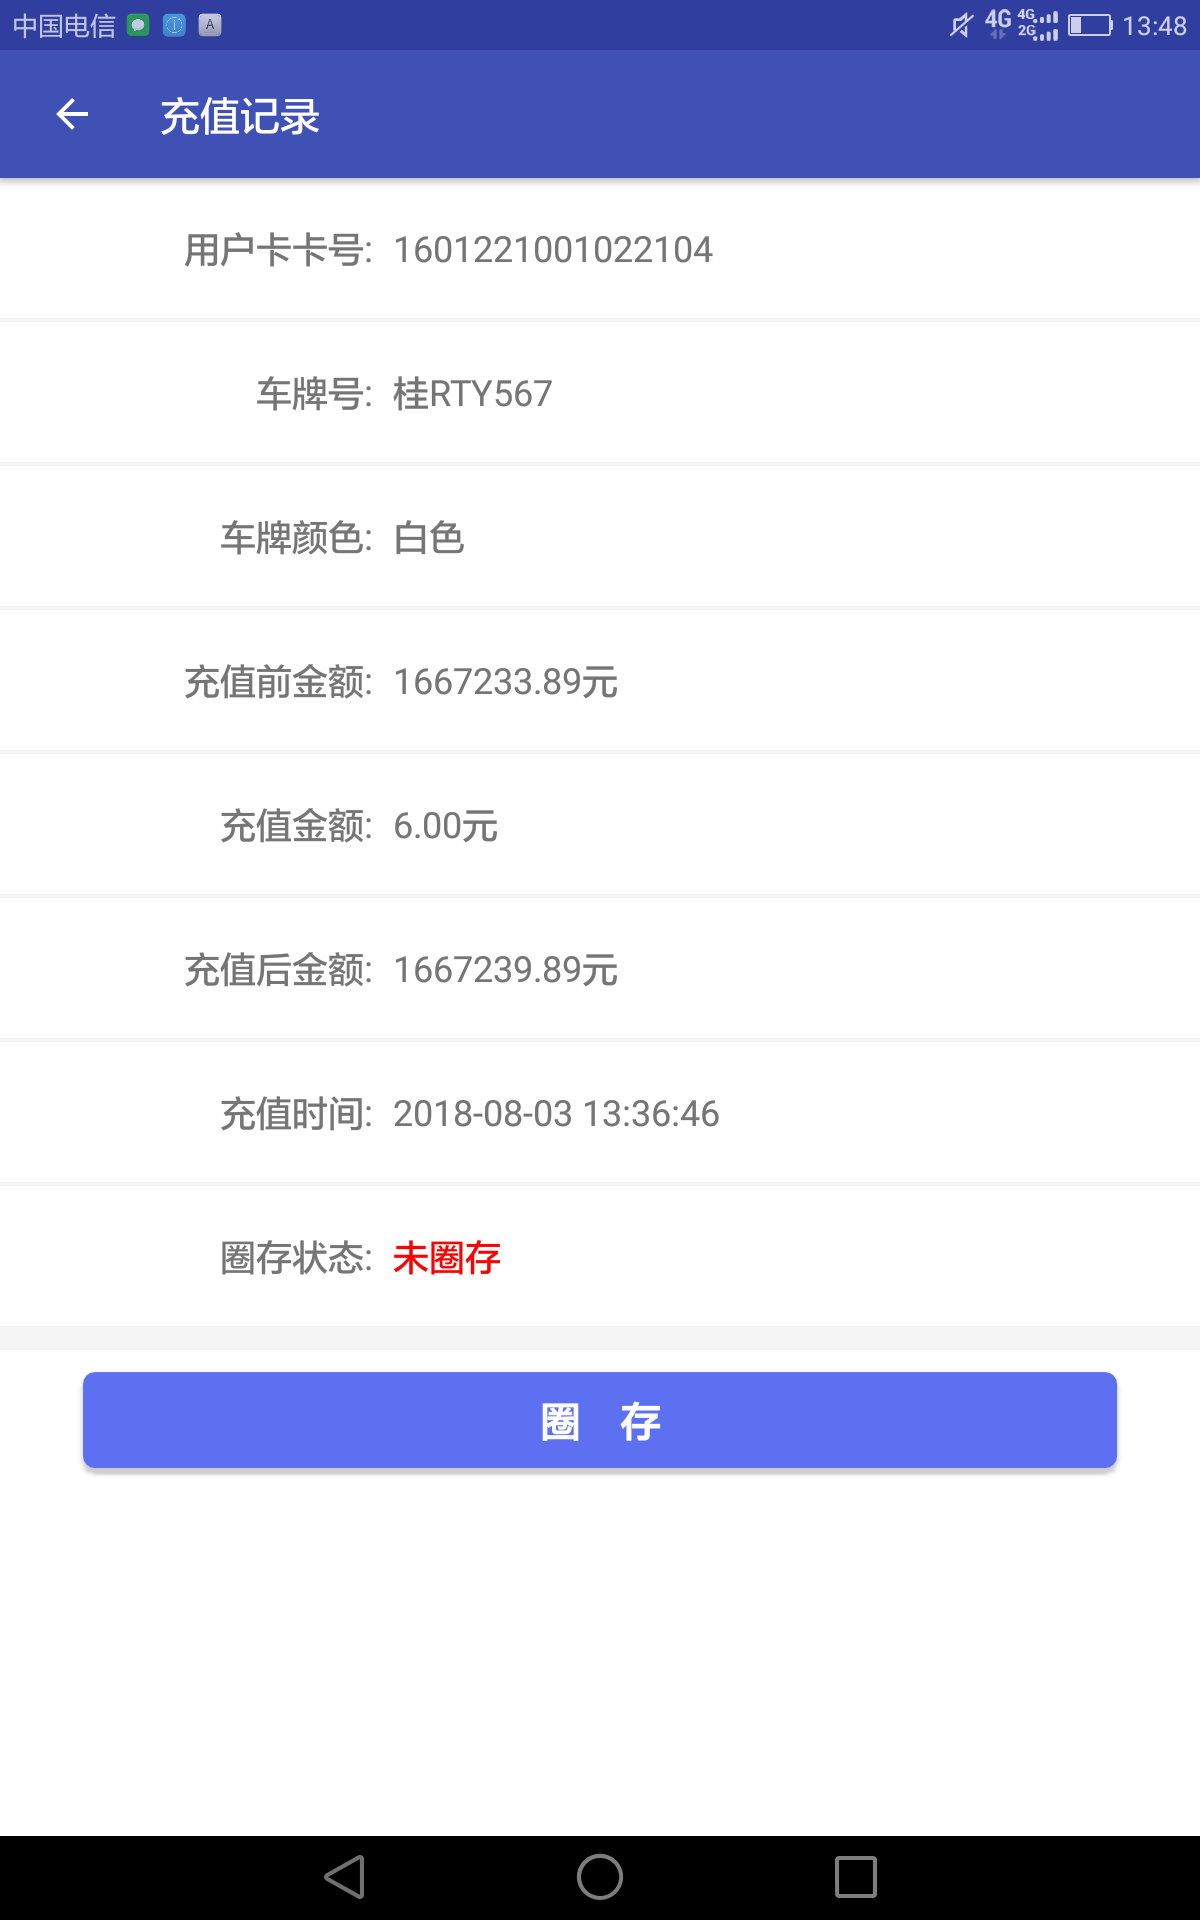 中国电信 A 4G 4G 2G 13:48
充值记录
用户卡卡号: 1601221001022104
车牌号: 桂RTY567
车牌颜色: 白色
充值前金额: 1667233.89元
充值金额: 6.00元
充值后金额: 1667239.89元
充值时间: 2018-08-03 13:36:46
圈存状态: 未圈存
圈 存